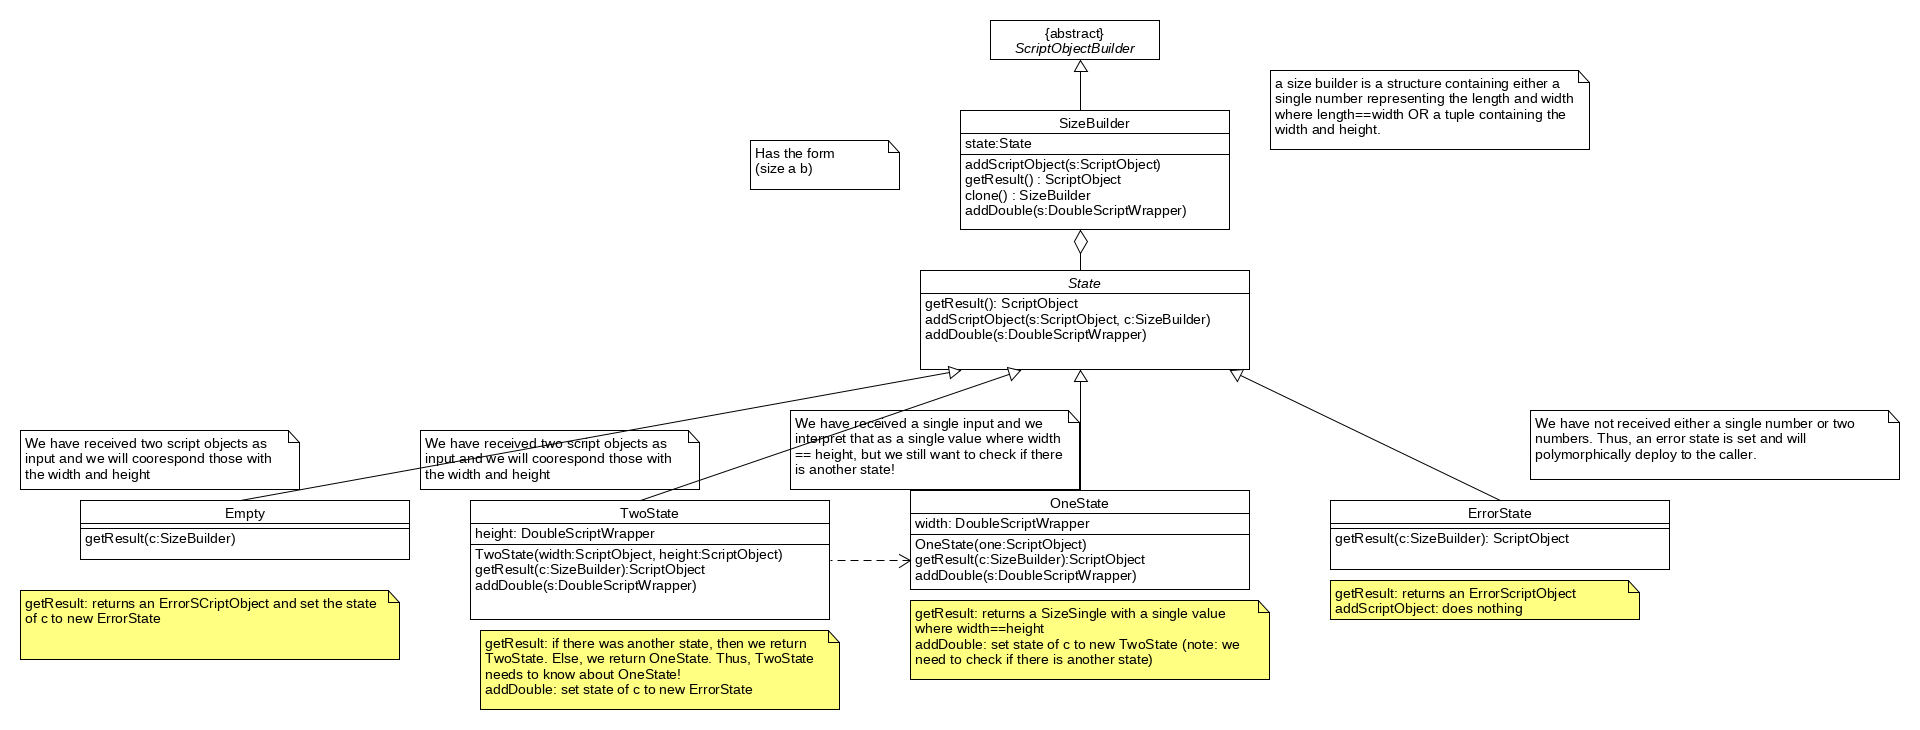 {abstract}
ScriptObjectBuilder
a size builder is a structure containing either a
single number representing the length and width
where length==width OR a tuple containing the
width and height.
SizeBuilder
state:State
addScriptObject(s:ScriptObject)
getResult() : ScriptObject
clone() : SizeBuilder
addDouble(s:DoubleScriptWrapper)
Has the form
(size a b)
State
getResult(): ScriptObject
addScriptObject(s:ScriptObject, c:SizeBuilder)
addDouble(s:DoubleScriptWrapper)
We have received two script objects as
input and we will coorespond those with
the width and height
We have received two script objects as
input and we will coorespond those with
the width and height
We have received a single input and we
interpret that as a single value where width
== height, but we still want to check if there
is another state!
We have not received either a single number or two
numbers. Thus, an error state is set and will
polymorphically deploy to the caller.
Empty
getResult(c:SizeBuilder)
TwoState
height: DoubleScriptWrapper
TwoState(width:ScriptObject, height:ScriptObject)
getResult(c:SizeBuilder):ScriptObject
addDouble(s:DoubleScriptWrapper)
OneState
width: DoubleScriptWrapper
OneState(one:ScriptObject)
getResult(c:SizeBuilder):ScriptObject
addDouble(s:DoubleScriptWrapper)
ErrorState
getResult(c:SizeBuilder): ScriptObject
getResult: returns an ErrorSCriptObject and set the state
of c to new ErrorState
getResult: if there was another state, then we return
TwoState. Else, we return OneState. Thus, TwoState
needs to know about OneState!
addDouble: set state of c to new ErrorState
getResult: returns a SizeSingle with a single value
where width==height
addDouble: set state of c to new TwoState (note: we
need to check if there is another state)
getResult: returns an ErrorScriptObject
addScriptObject: does nothing